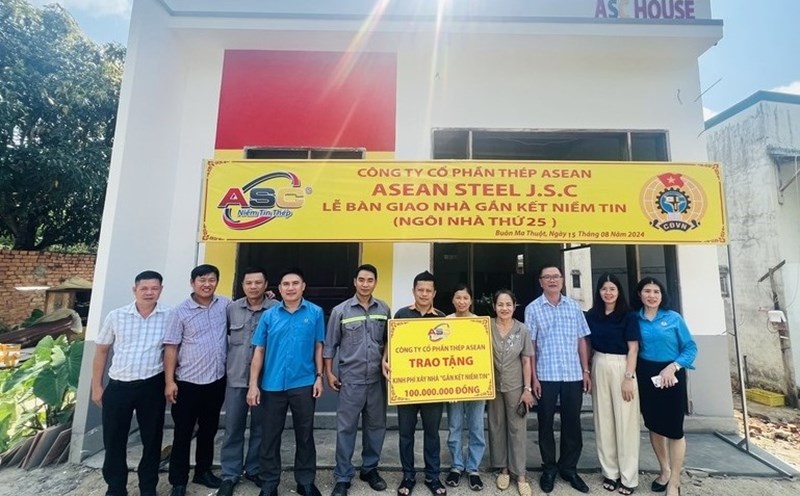 ASC HOUSE
CÔNG TY CỔ PHẦN THÉP ASEAN
ASEAN STEEL J.S.C
LỄ BÀN GIAO NHÀ GẮN KẾT NIỀM TIN
(NGÔI NHÀ THỨ 25 )
Buôn Ma Thuột, Ngày 15 Tháng 08 Năm 2024
ASC®
Niềm Tin Thép
CĐVN
ASC
CÔNG TY CỔ PHẦN THÉP ASEAN
TRAO TẶNG
KINH PHÍ XÂY NHÀ "GẮN KẾT NIỀM TIN"
100.000.000 ĐỒNG